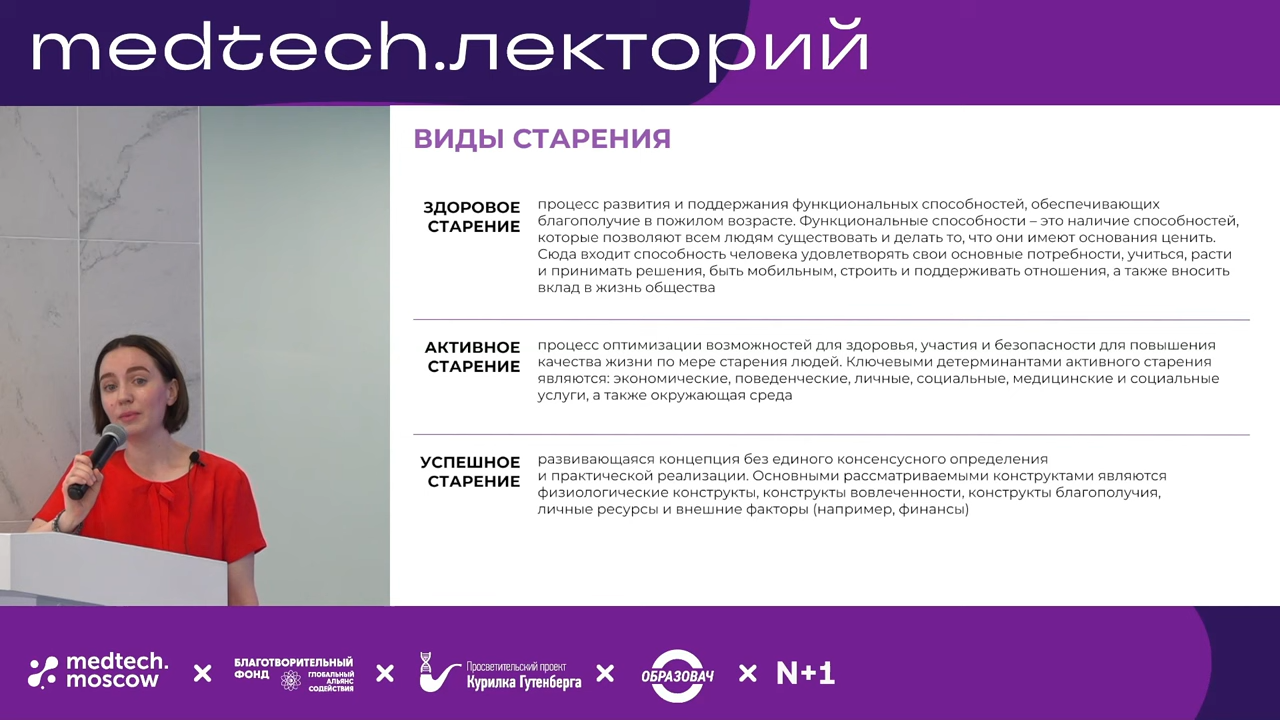 medtech.лекторий
ВИДЫ СТАРЕНИЯ
ЗДОРОВОЕ
СТАРЕНИЕ
процесс развития и поддержания функциональных способностей, обеспечивающих
благополучие в пожилом возрасте. Функциональные способности – это наличие способностей,
которые позволяют всем людям существовать и делать то, что они имеют основания ценить.
Сюда входит способность человека удовлетворять свои основные потребности, учиться, расти
и принимать решения, быть мобильным, строить и поддерживать отношения, а также вносить
вклад в жизнь общества
АКТИВНОЕ
СТАРЕНИЕ
процесс оптимизации возможностей для здоровья, участия и безопасности для повышения
качества жизни по мере старения людей. Ключевыми детерминантами активного старения
являются: экономические, поведенческие, личные, социальные, медицинские и социальные
услуги, а также окружающая среда
УСПЕШНОЕ
СТАРЕНИЕ
развивающаяся концепция без единого консенсусного определения
и практической реализации. Основными рассматриваемыми конструктами являются
физиологические конструкты, конструкты вовлеченности, конструкты благополучия,
личные ресурсы и внешние факторы (например, финансы)
medtech.
moscow
БЛАГОТВОРИТЕЛЬНЫЙ
ФОНД
ГЛОБАЛЬНЫЙ
АЛЬЯНС
СОДЕЙСТВИЯ
Просветительский проект
Курилка Гутенберга
ОБРАЗОВАЧ
N+1